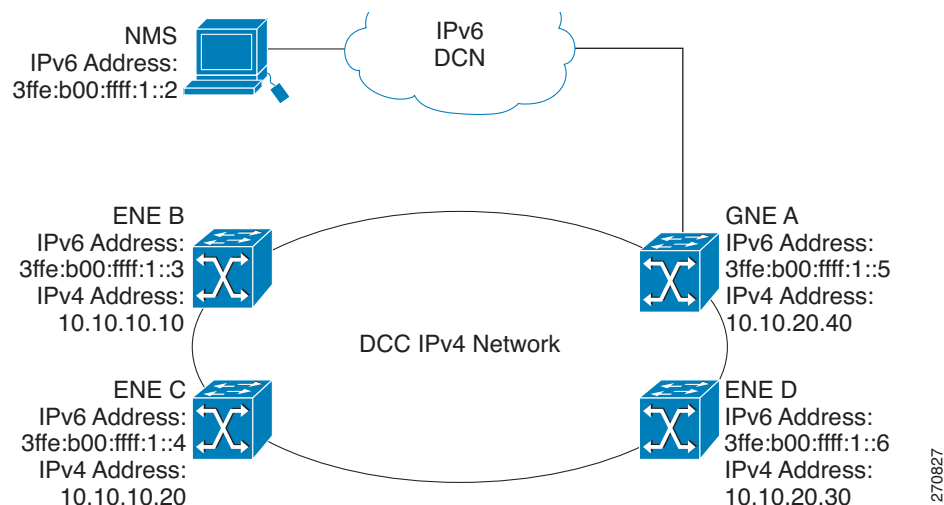 NMS
IPv6 Address:
3ffe:b00:ffff:1::2
IPv6
DCN
ENE B
IPv6 Address:
3ffe:b00:ffff:1::3
IPv4 Address:
10.10.10.10
GNE A
IPv6 Address:
3ffe:b00:ffff:1::5
IPv4 Address:
10.10.20.40
DCC IPv4 Network
ENE C
IPv6 Address:
3ffe:b00:ffff:1::4
IPv4 Address:
10.10.10.20
ENE D
IPv6 Address:
3ffe:b00:ffff:1::6
IPv4 Address:
10.10.20.30
270827